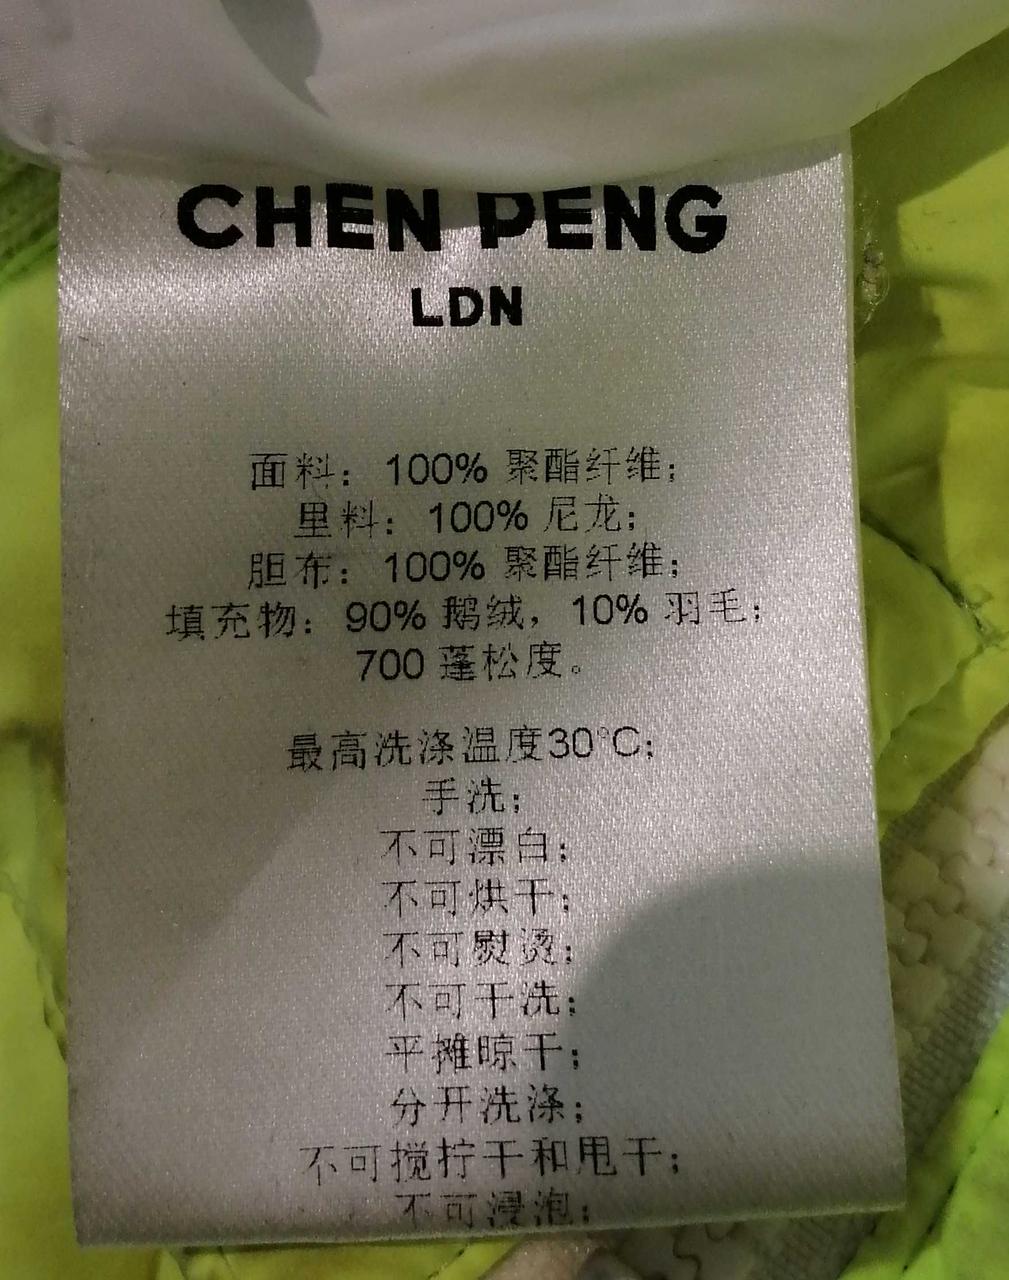 CHEN PENG
LDN
面料：100% 聚酯纤维；
里料：100% 尼龙；
胆布：100% 聚酯纤维；
填充物：90% 鹅绒，10% 羽毛；
700 蓬松度。
最高洗涤温度30°C；
手洗；
不可漂白；
不可烘干；
不可熨烫；
不可干洗；
平摊晾干；
分开洗涤；
不可搅拧干和甩干；
不可浸泡；